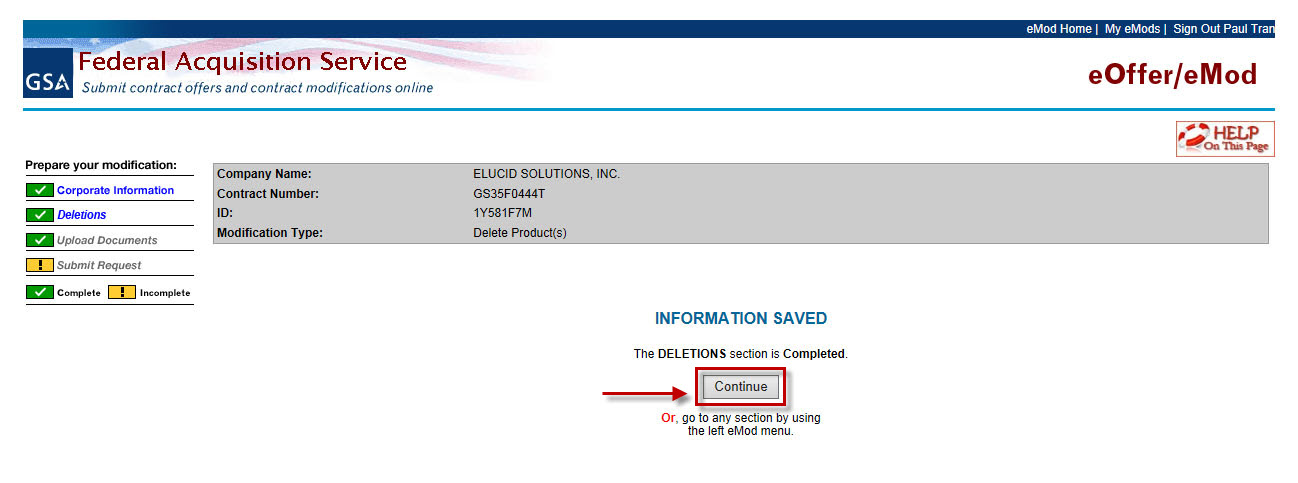 eMod Home | My eMods | Sign Out Paul Tran
GSA
Federal Acquisition Service
Submit contract offers and contract modifications online
eOffer/eMod
HELP
On This Page
Prepare your modification:
Corporate Information
Deletions
Upload Documents
! Submit Request
Complete ! Incomplete
Company Name: ELUCID SOLUTIONS, INC.
Contract Number: GS35F0444T
ID: 1Y581F7M
Modification Type: Delete Product(s)
INFORMATION SAVED
The DELETIONS section is Completed.
Continue
Or, go to any section by using
the left eMod menu.